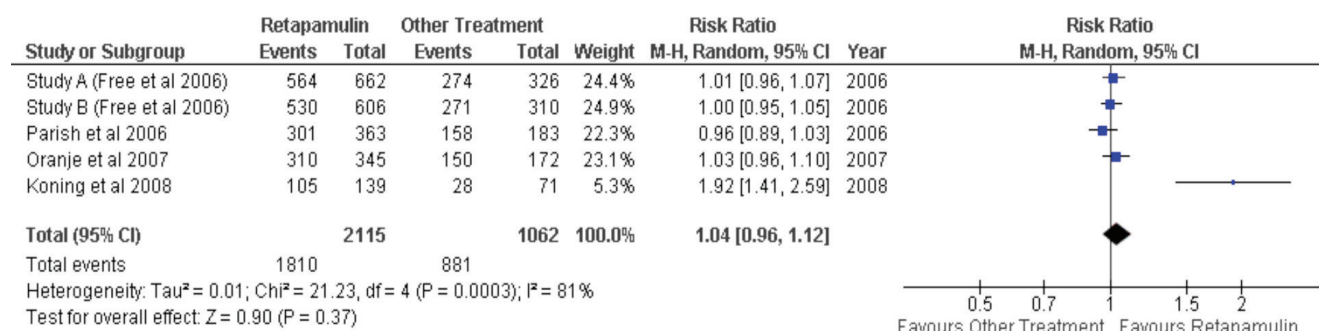 Retapamulin Other Treatment Risk Ratio Risk Ratio
Study or Subgroup Events Total Events Total Weight M-H, Random, 95% CI Year M-H, Random, 95% CI
Study A (Free et al 2006) 564 662 274 326 24.4% 1.01 [0.96, 1.07] 2006
Study B (Free et al 2006) 530 606 271 310 24.9% 1.00 [0.95, 1.05] 2006
Parish et al 2006 301 363 158 183 22.3% 0.96 [0.89, 1.03] 2006
Oranje et al 2007 310 345 150 172 23.1% 1.03 [0.96, 1.10] 2007
Koning et al 2008 105 139 28 71 5.3% 1.92 [1.41, 2.59] 2008
Total (95% CI) 2115 1062 100.0% 1.04 [0.96, 1.12]
Total events 1810 881
Heterogeneity: Tau² = 0.01; Chi² = 21.23, df = 4 (P = 0.0003); I² = 81%
Test for overall effect: Z = 0.90 (P = 0.37)
0.5 0.7 1 1.5 2
Favours Other Treatment Favours Retapamulin